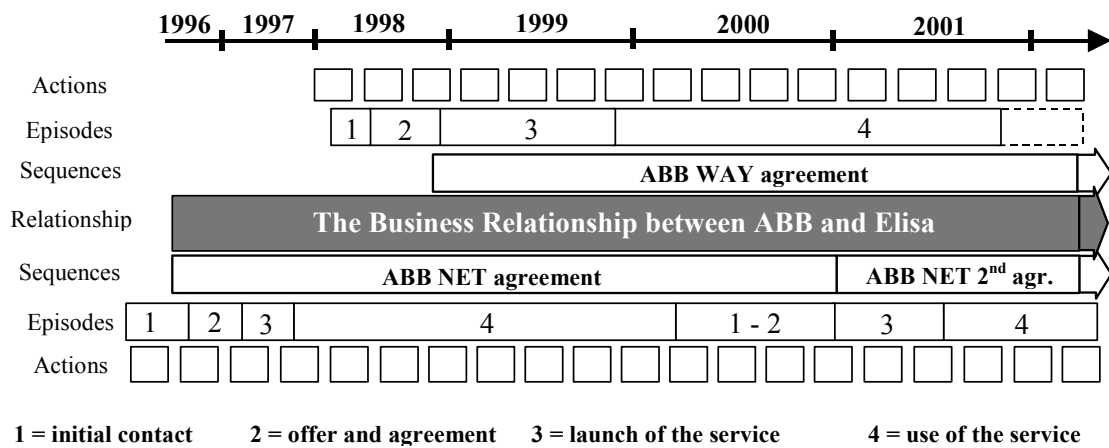 1996 1997 1998 1999 2000 2001
Actions
Episodes 1 2 3 4
Sequences ABB WAY agreement
Relationship The Business Relationship between ABB and Elisa
Sequences ABB NET agreement ABB NET 2nd agr.
Episodes 1 2 3 4 1 - 2 3 4
Actions
1 = initial contact 2 = offer and agreement 3 = launch of the service 4 = use of the service